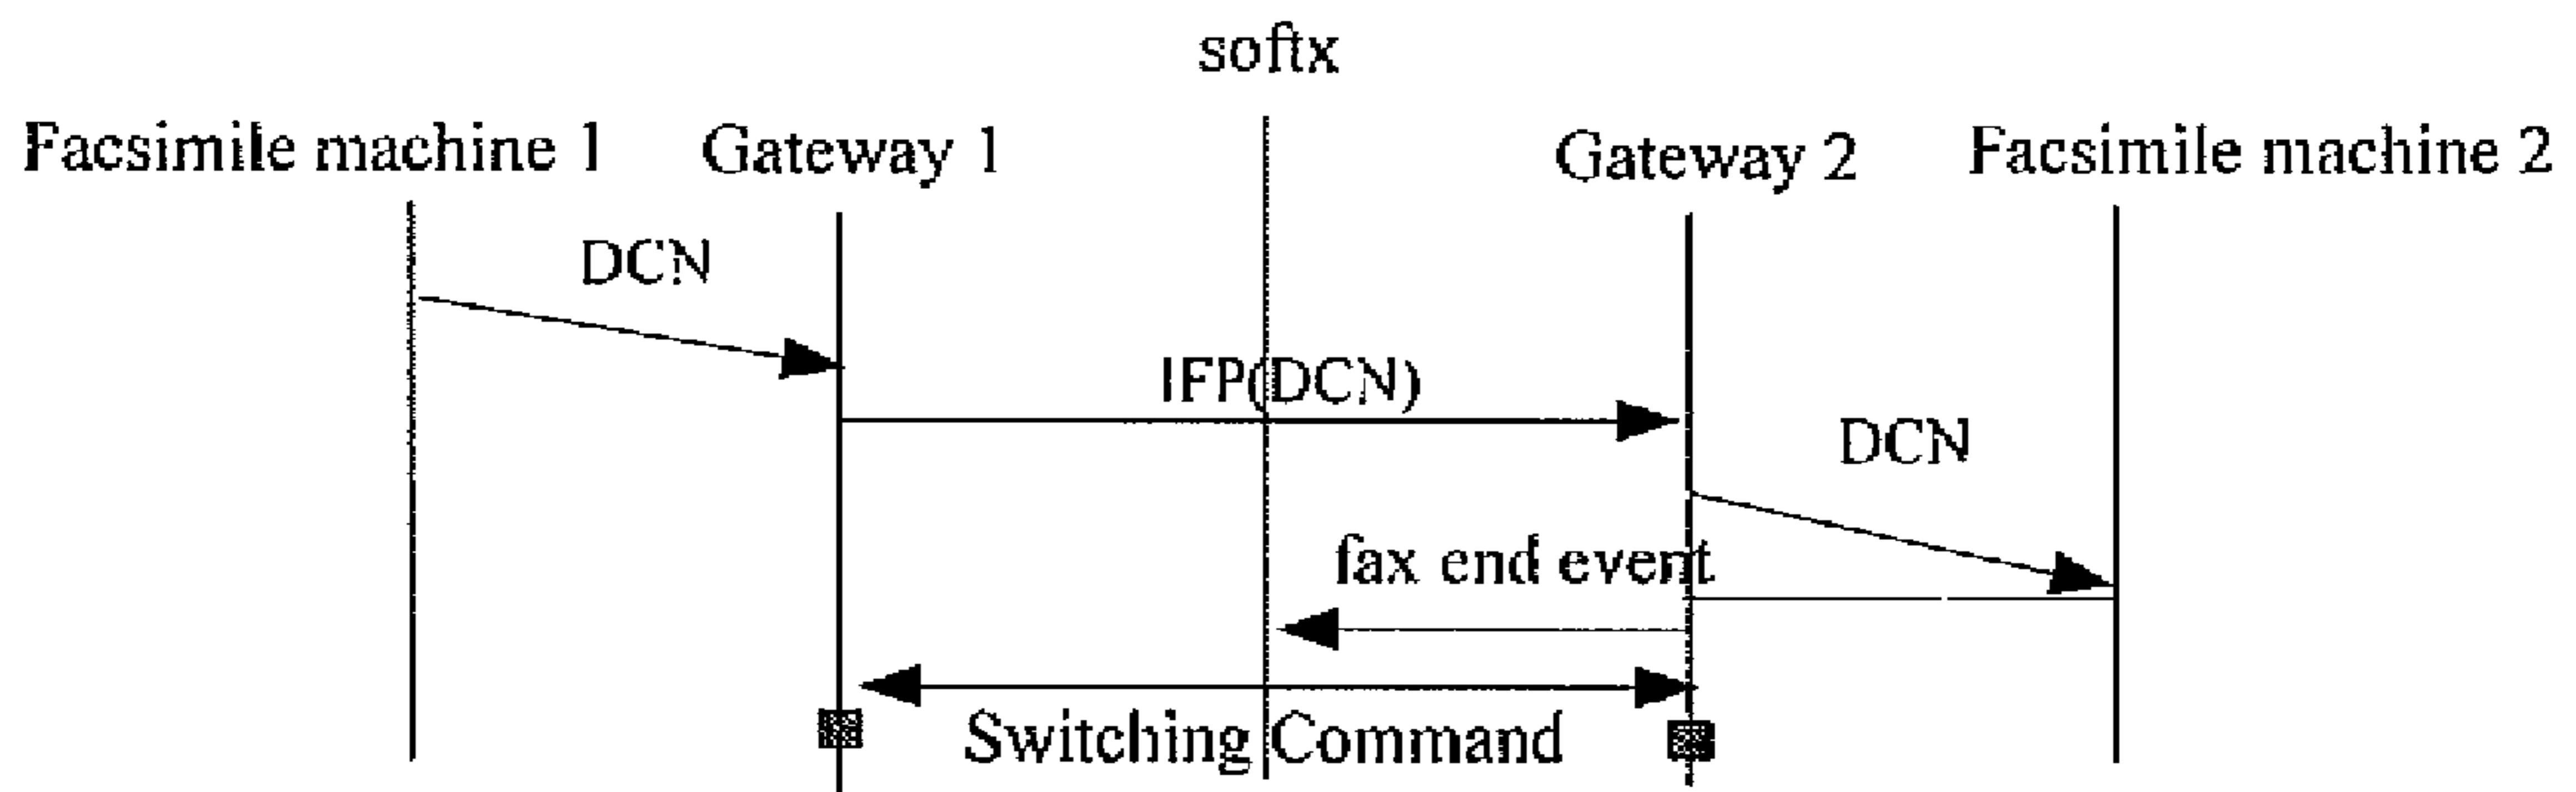 softx
Facsimile machine 1
Gateway 1
Gateway 2
Facsimile machine 2
DCN
IFP(DCN)
DCN
fax end event
Switching Command